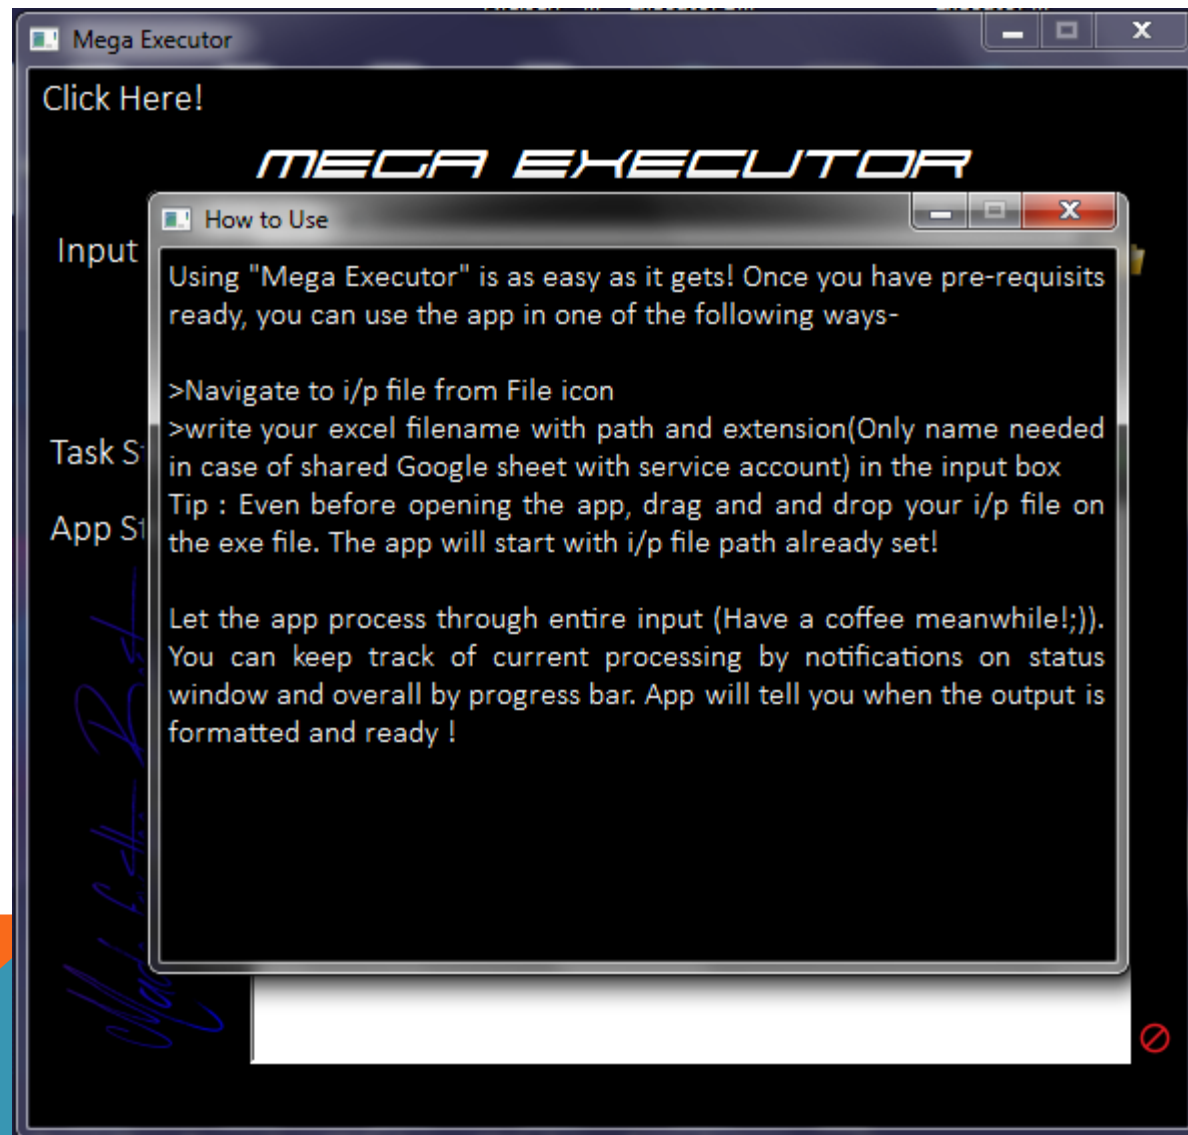 Mega Executor
Click Here!
MEGA EXECUTOR
How to Use
Input
Using "Mega Executor" is as easy as it gets! Once you have pre-requisits
ready, you can use the app in one of the following ways-
>Navigate to i/p file from File icon
>write your excel filename with path and extension(Only name needed
in case of shared Google sheet with service account) in the input box
Tip : Even before opening the app, drag and and drop your i/p file on
the exe file. The app will start with i/p file path already set!
Let the app process through entire input (Have a coffee meanwhile!;)).
You can keep track of current processing by notifications on status
window and overall by progress bar. App will tell you when the output is
formatted and ready !
Task S
App St